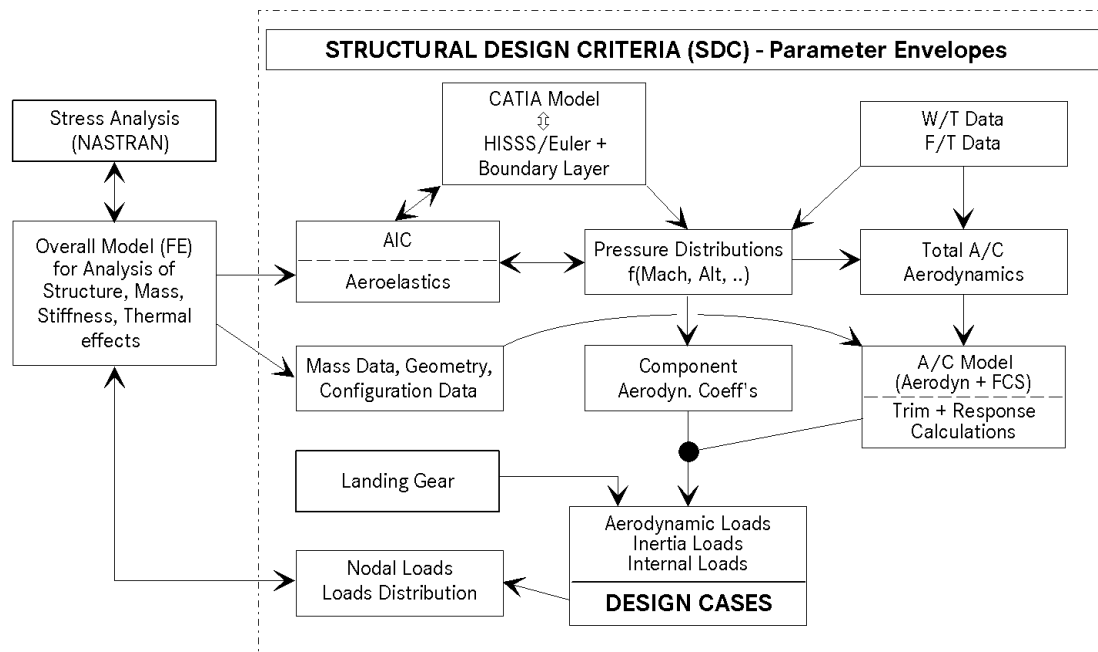 STRUCTURAL DESIGN CRITERIA (SDC) - Parameter Envelopes
Stress Analysis
(NASTRAN)
CATIA Model
HISSS/Euler +
Boundary Layer
W/T Data
F/T Data
Overall Model (FE)
for Analysis of
Structure, Mass,
Stiffness, Thermal
effects
AIC
Aeroelastics
Pressure Distributions
f(Mach, Alt, ..)
Total A/C
Aerodynamics
Mass Data, Geometry,
Configuration Data
Component
Aerodyn. Coeff's
A/C Model
(Aerodyn + FCS)
Trim + Response
Calculations
Landing Gear
Aerodynamic Loads
Inertia Loads
Internal Loads
DESIGN CASES
Nodal Loads
Loads Distribution